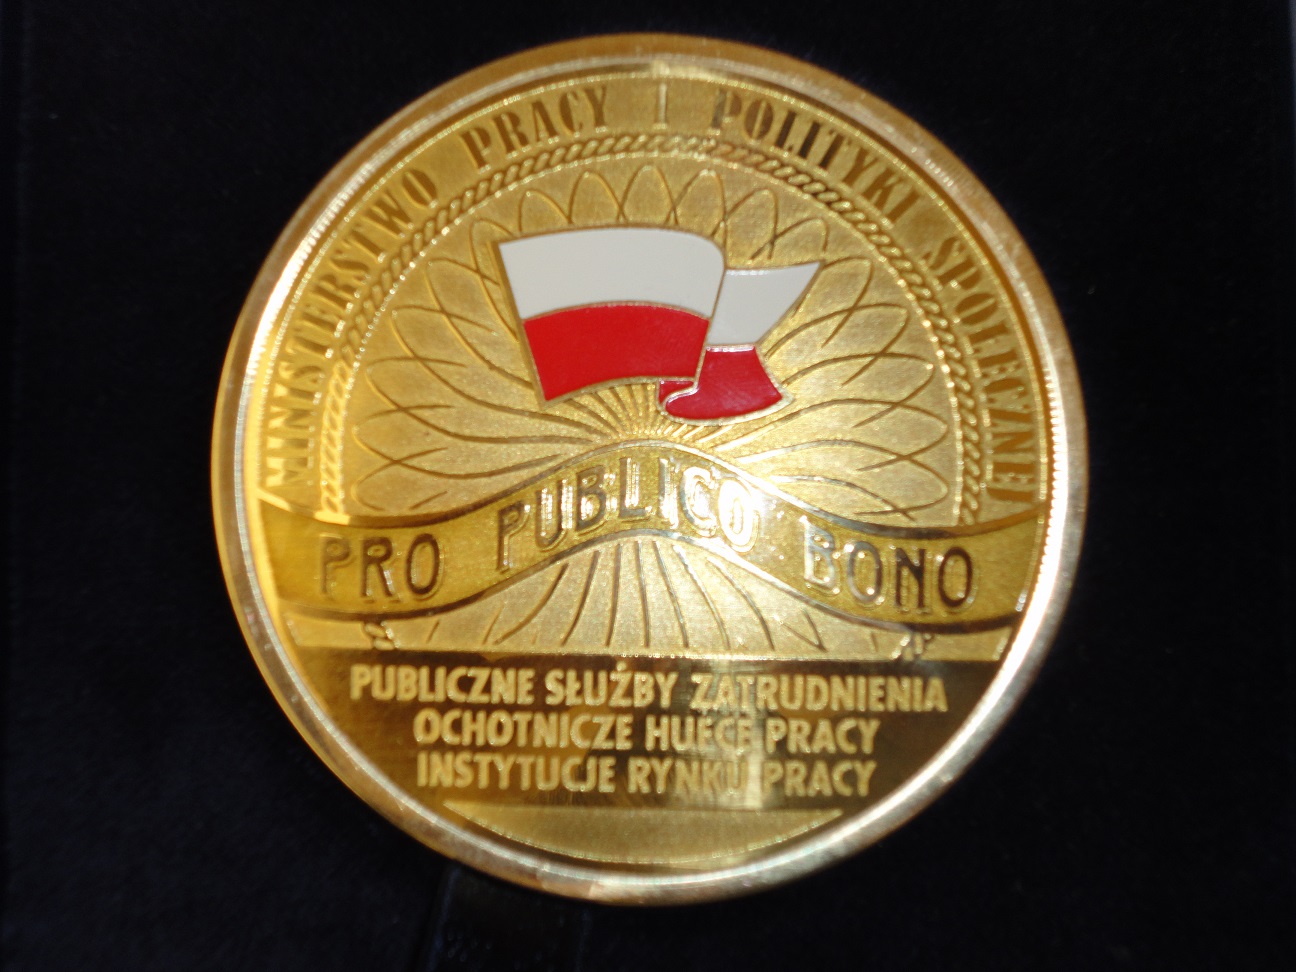 MINISTERSTWO PRACY I POLITYKI SPOŁECZNEJ
PRO PUBLICO BONO
PUBLICZNE SŁUŻBY ZATRUDNIENIA
OCHOTNICZE HUFCE PRACY
INSTYTUCJE RYNKU PRACY